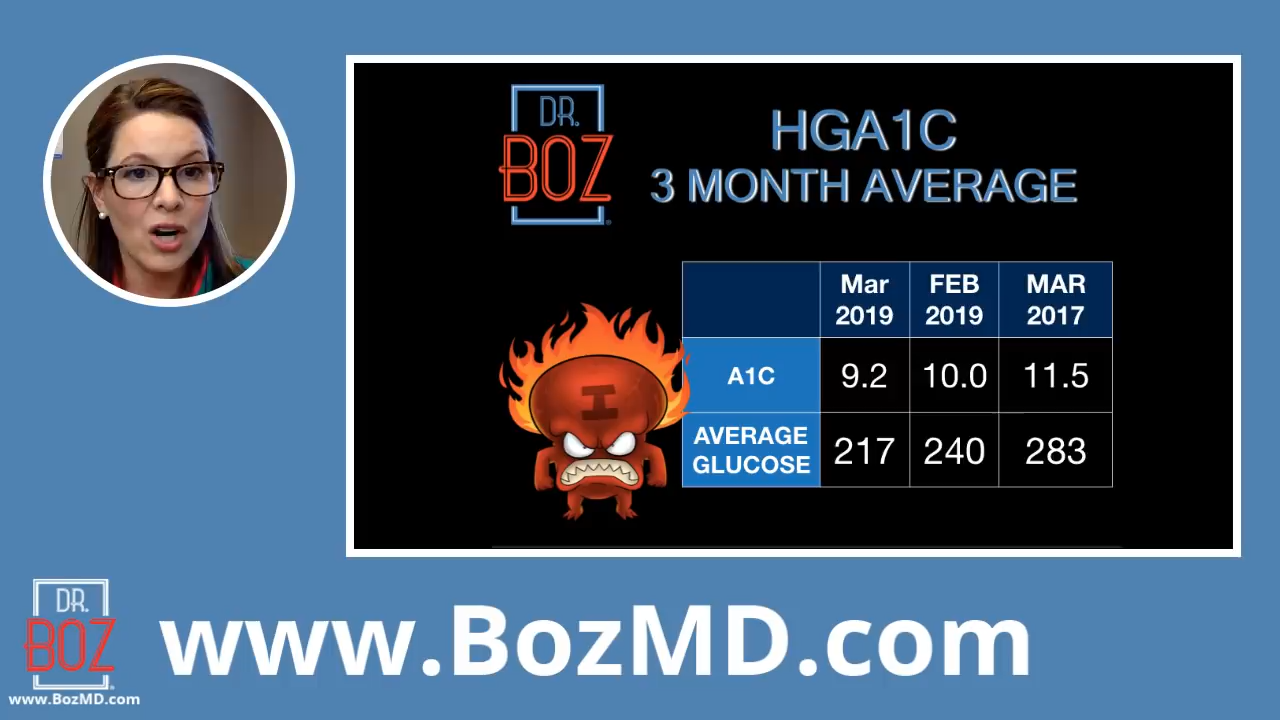 DR.
BOZ
HGA1C
3 MONTH AVERAGE
Mar 2019
FEB 2019
MAR 2017
A1C
9.2
10.0
11.5
AVERAGE GLUCOSE
217
240
283
I
DR.
BOZ
www.BozMD.com
www.BozMD.com